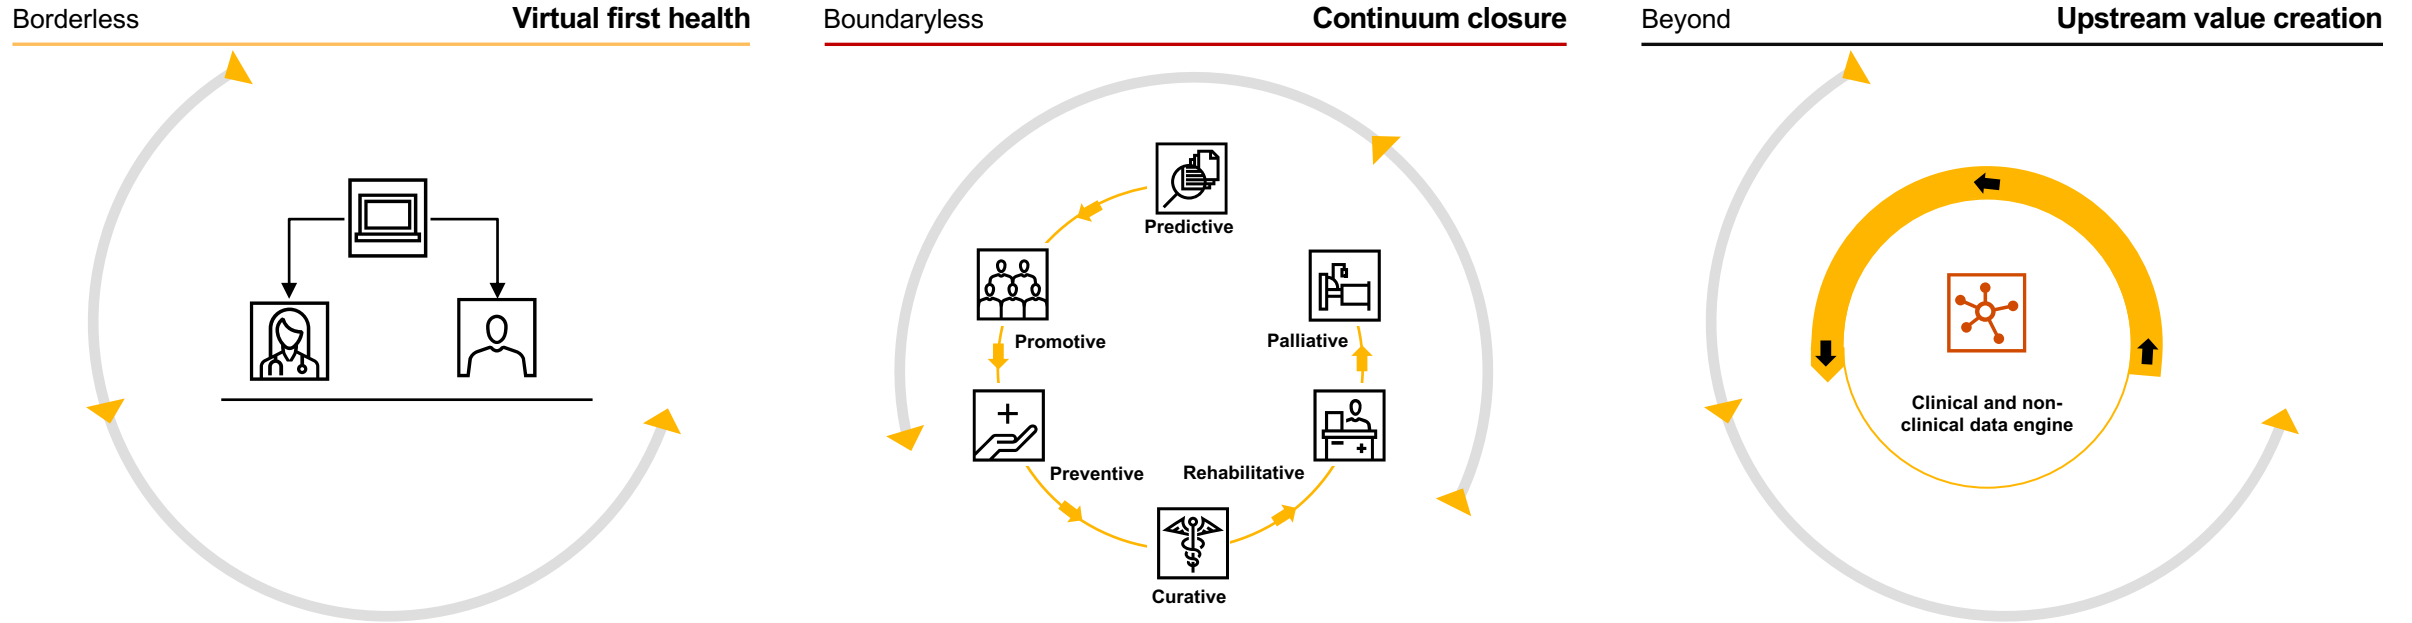 Borderless
Virtual first health
Boundaryless
Continuum closure
Beyond
Upstream value creation
Predictive
Promotive
Palliative
Preventive
Rehabilitative
Curative
Clinical and non-
clinical data engine